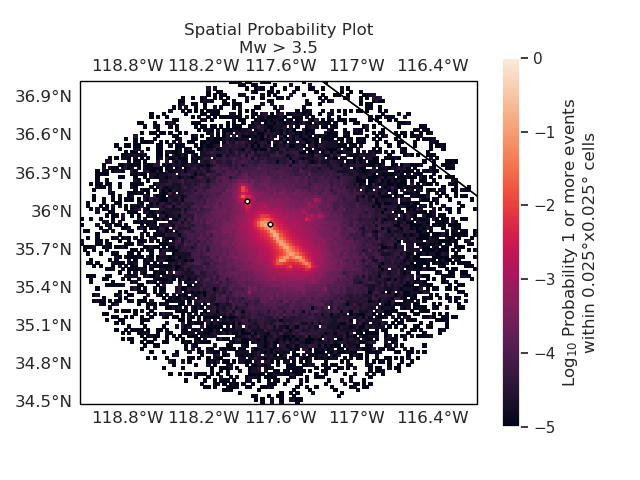 Spatial Probability Plot
Mw > 3.5
118.8°W 118.2°W 117.6°W 117°W 116.4°W
36.9°N
36.6°N
36.3°N
36°N
35.7°N
35.4°N
35.1°N
34.8°N
34.5°N
118.8°W 118.2°W 117.6°W 117°W 116.4°W
0
−1
−2
−3
−4
−5
Log₁₀ Probability 1 or more events
within 0.025°x0.025° cells